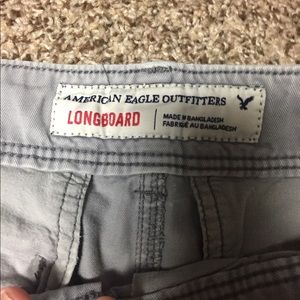 AMERICAN EAGLE OUTFITTERS
LONGBOARD
MADE IN BANGLADESH
FABRIQUÉ AU BANGLADESH